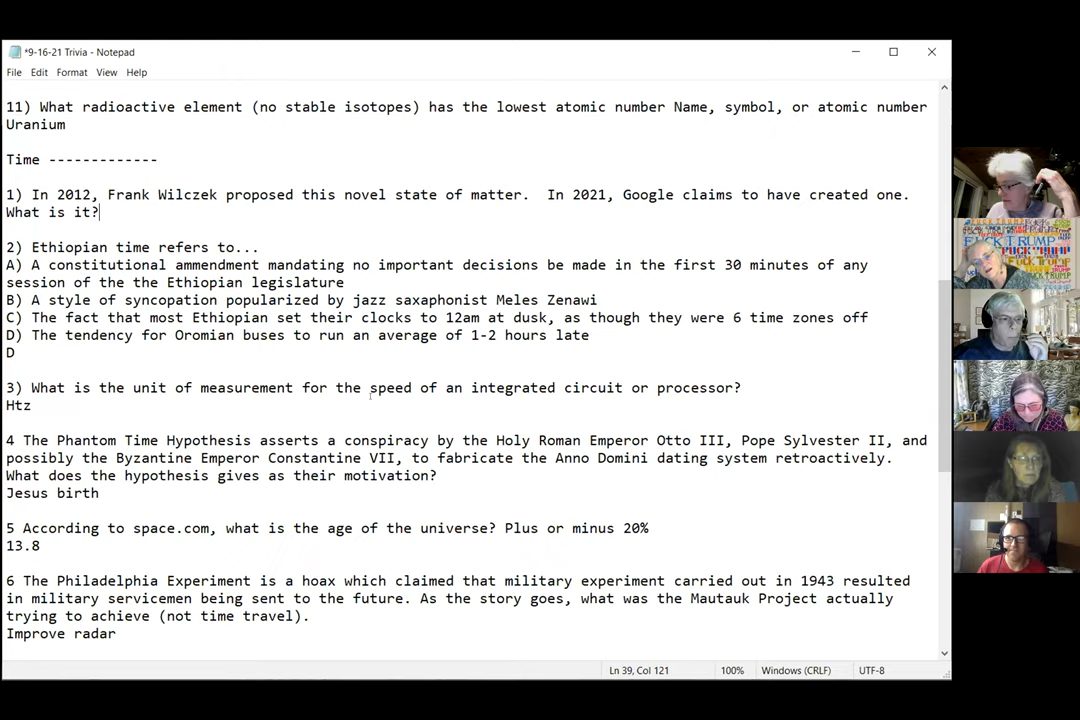 *9-16-21 Trivia - Notepad
File Edit Format View Help
11) What radioactive element (no stable isotopes) has the lowest atomic number Name, symbol, or atomic number
Uranium
Time -------------
1) In 2012, Frank Wilczek proposed this novel state of matter.  In 2021, Google claims to have created one.
What is it?
2) Ethiopian time refers to...
A) A constitutional ammendment mandating no important decisions be made in the first 30 minutes of any
session of the the Ethiopian legislature
B) A style of syncopation popularized by jazz saxaphonist Meles Zenawi
C) The fact that most Ethiopian set their clocks to 12am at dusk, as though they were 6 time zones off
D) The tendency for Oromian buses to run an average of 1-2 hours late
D
3) What is the unit of measurement for the speed of an integrated circuit or processor?
Htz
4 The Phantom Time Hypothesis asserts a conspiracy by the Holy Roman Emperor Otto III, Pope Sylvester II, and
possibly the Byzantine Emperor Constantine VII, to fabricate the Anno Domini dating system retroactively.
What does the hypothesis gives as their motivation?
Jesus birth
5 According to space.com, what is the age of the universe? Plus or minus 20%
13.8
6 The Philadelphia Experiment is a hoax which claimed that military experiment carried out in 1943 resulted
in military servicemen being sent to the future. As the story goes, what was the Mautauk Project actually
trying to achieve (not time travel).
Improve radar
Ln 39, Col 121 100% Windows (CRLF) UTF-8
FUCK TRUMP